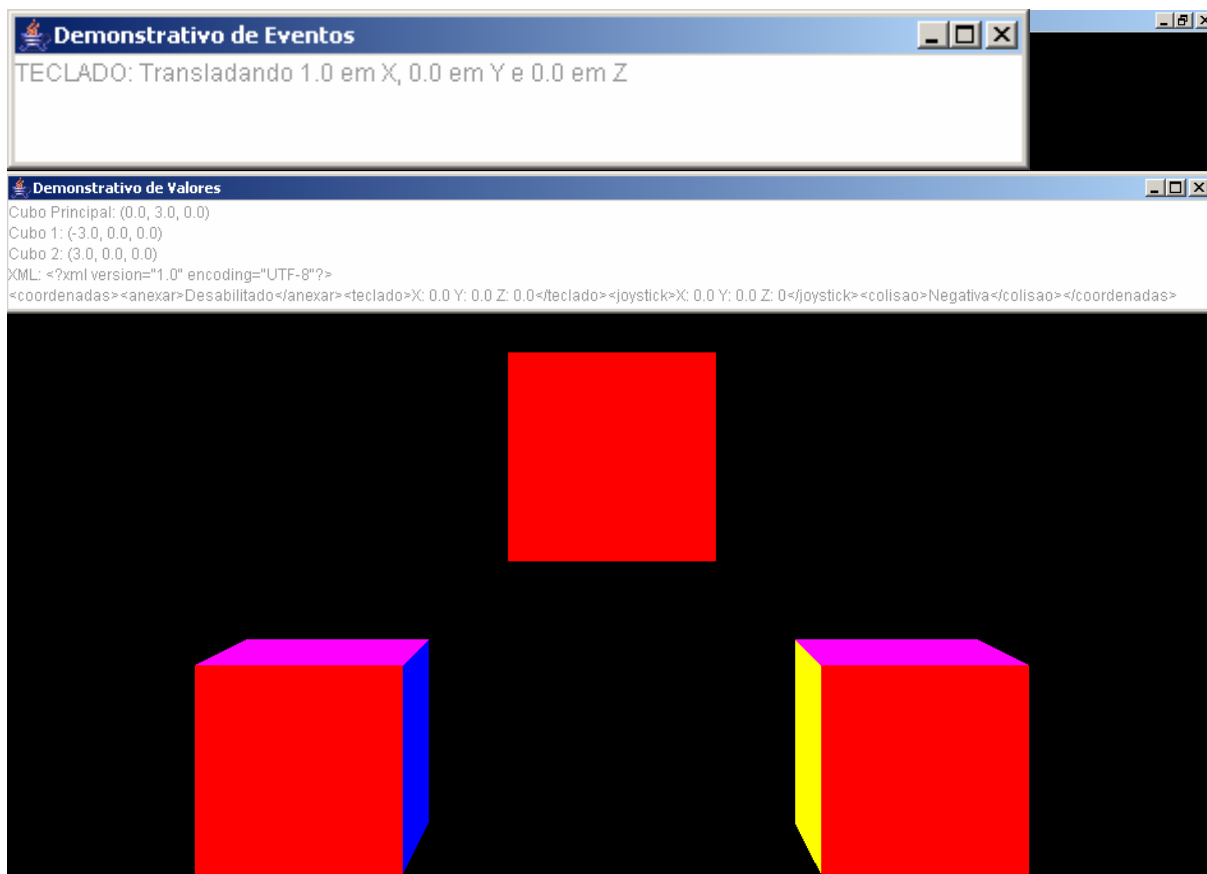 Demonstrativo de Eventos
TECLADO: Transladando 1.0 em X, 0.0 em Y e 0.0 em Z
Demonstrativo de Valores
Cubo Principal: (0.0, 3.0, 0.0)
Cubo 1: (-3.0, 0.0, 0.0)
Cubo 2: (3.0, 0.0, 0.0)
XML: <?xml version="1.0" encoding="UTF-8"?>
<coordenadas><anexar>Desabilitado</anexar><teclado>X: 0.0 Y: 0.0 Z: 0.0</teclado><joystick>X: 0.0 Y: 0.0 Z: 0</joystick><colisao>Negativa</colisao></coordenadas>